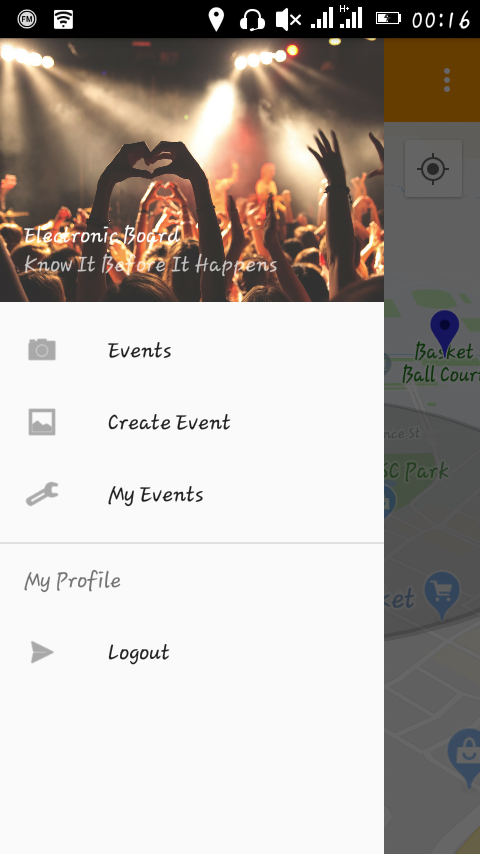 FM
H+
00:16
Electronic Board
Know It Before It Happens
Events
Create Event
My Events
My Profile
Logout
Basket
Ball Court
nce St
SC Park
ket